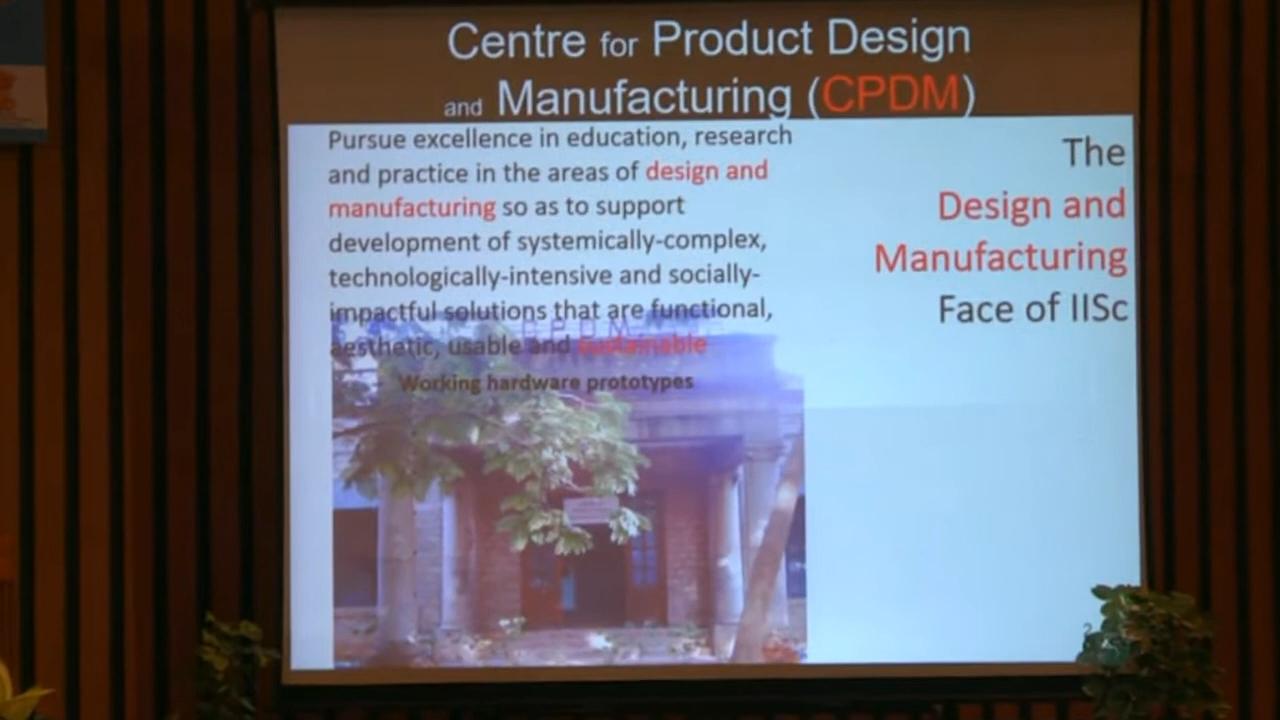 Centre for Product Design
and Manufacturing (CPDM)
Pursue excellence in education, research
and practice in the areas of design and
manufacturing so as to support
development of systemically-complex,
technologically-intensive and socially-
impactful solutions that are functional,
aesthetic, usable and sustainable
Working hardware prototypes
CPDM
The
Design and
Manufacturing
Face of IISc